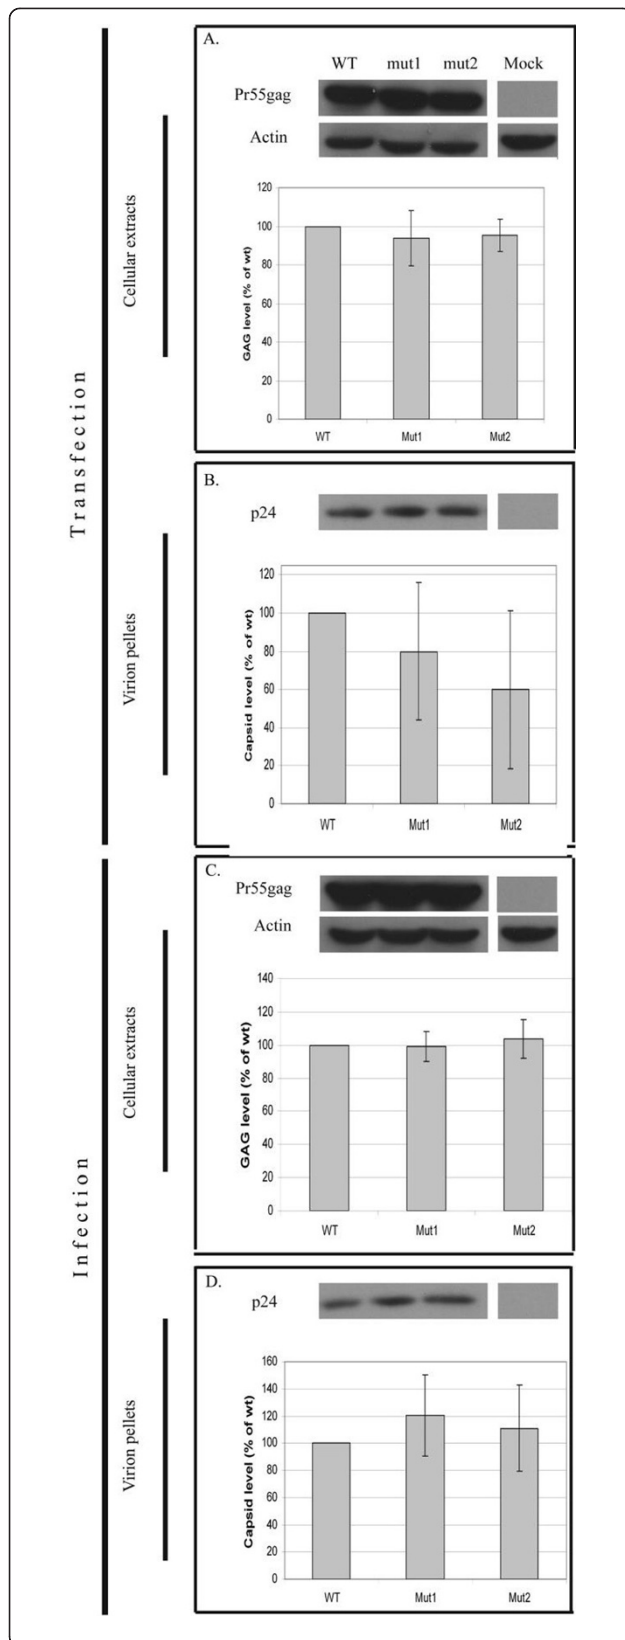 Transfection
Cellular extracts
A.
WT mut1 mut2 Mock
Pr55gag
Actin
GAG level (% of wt)
120
100
80
60
40
20
0
WT Mut1 Mut2
Virion pellets
B.
p24
Capsid level (% of wt)
120
100
80
60
40
20
0
WT Mut1 Mut2
Infection
Cellular extracts
C.
Pr55gag
Actin
GAG level (% of wt)
140
120
100
80
60
40
20
0
WT Mut1 Mut2
Virion pellets
D.
p24
Capsid level (% of wt)
160
140
120
100
80
60
40
20
0
WT Mut1 Mut2